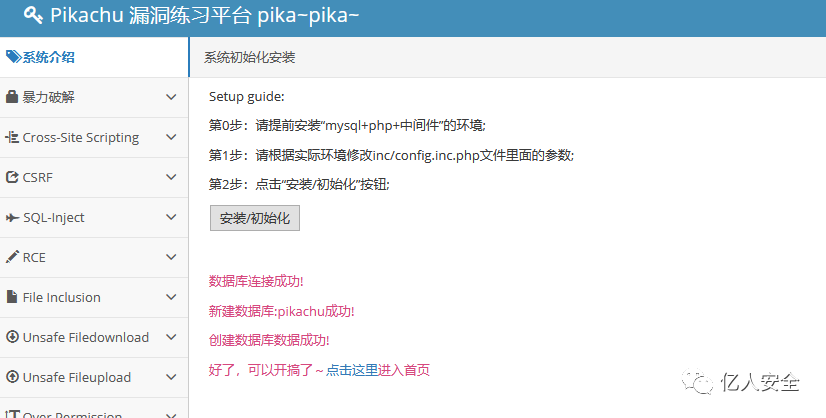 Pikachu 漏洞练习平台 pika~pika~
系统介绍
系统初始化安装
暴力破解
Cross-Site Scripting
CSRF
SQL-Inject
RCE
File Inclusion
Unsafe Filedownload
Unsafe Fileupload
Over Permission
Setup guide:
第0步：请提前安装“mysql+php+中间件”的环境;
第1步：请根据实际环境修改inc/config.inc.php文件里面的参数;
第2步：点击“安装/初始化”按钮;
安装/初始化
数据库连接成功!
新建数据库:pikachu成功!
创建数据库数据成功!
好了，可以开搞了～点击这里进入首页
亿人安全